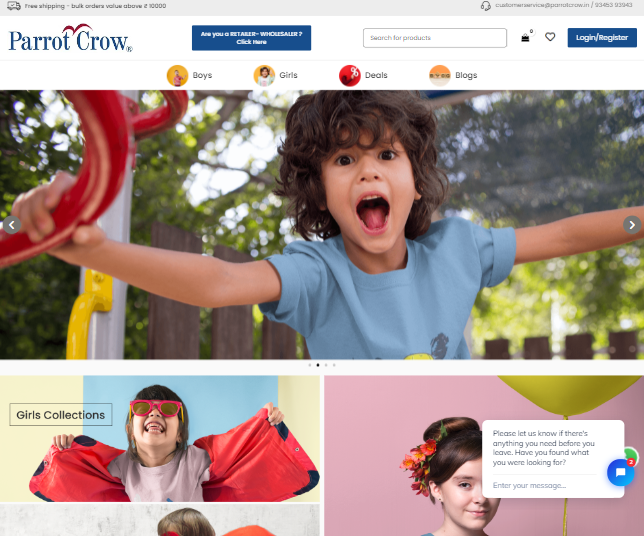 Free shipping - bulk orders value above ₹ 10000
customerservice@parrotcrow.in / 93453 93943
Parrot Crow®
Are you a RETAILER- WHOLESALER ?
Click Here
Search for products
0
Login/Register
Boys
Girls
Deals
Blogs
Girls Collections
Please let us know if there's
anything you need before you
leave. Have you found what
you were looking for?
2
Enter your message...